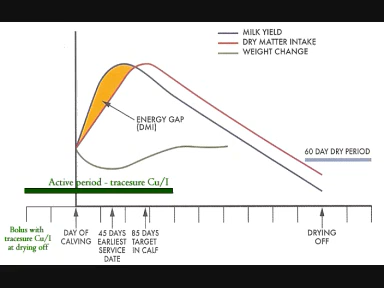 MILK YIELD
DRY MATTER INTAKE
WEIGHT CHANGE
ENERGY GAP
(DMI)
60 DAY DRY PERIOD
Active period - tracesure Cu/I
Bolus with
tracesure Cu/I
at drying off
DAY OF
CALVING
45 DAYS
EARLIEST
SERVICE
DATE
85 DAYS
TARGET
IN CALF
DRYING
OFF